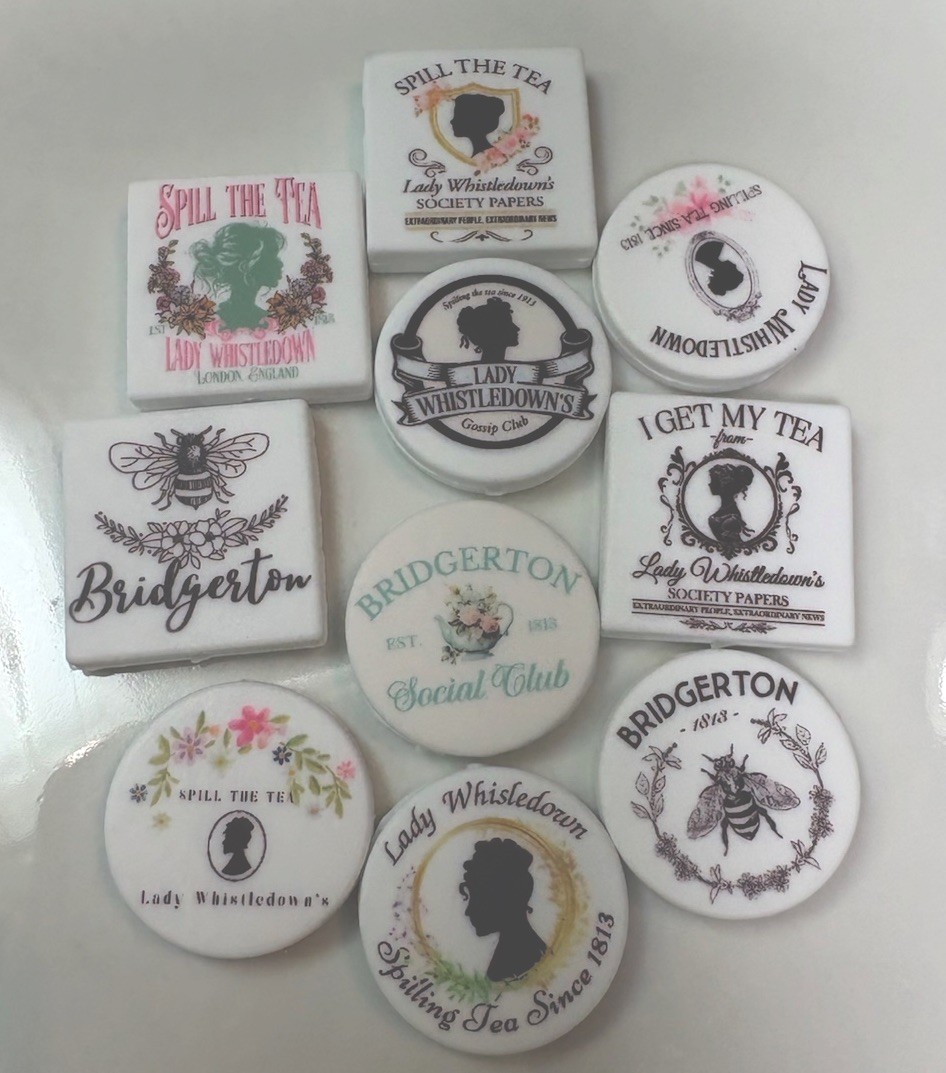 SPILL THE TEA
Lady Whistledown's
SOCIETY PAPERS
EXTRAORDINARY PEOPLE, EXTRAORDINARY NEWS
SPILL THE TEA
EST 1813
LADY WHISTLEDOWN
LONDON, ENGLAND
SPILLING TEA SINCE 1813
LADY WHISTLEDOWN
Spilling the tea since 1913
LADY
WHISTLEDOWN'S
Gossip Club
Bridgerton
I GET MY TEA
-from-
Lady Whistledown's
SOCIETY PAPERS
EXTRAORDINARY PEOPLE, EXTRAORDINARY NEWS
BRIDGERTON
EST. 1813
Social Club
SPILL THE TEA
Lady Whistledown's
Lady Whisledown
Spilling Tea Since 1813
BRIDGERTON
- 1813 -